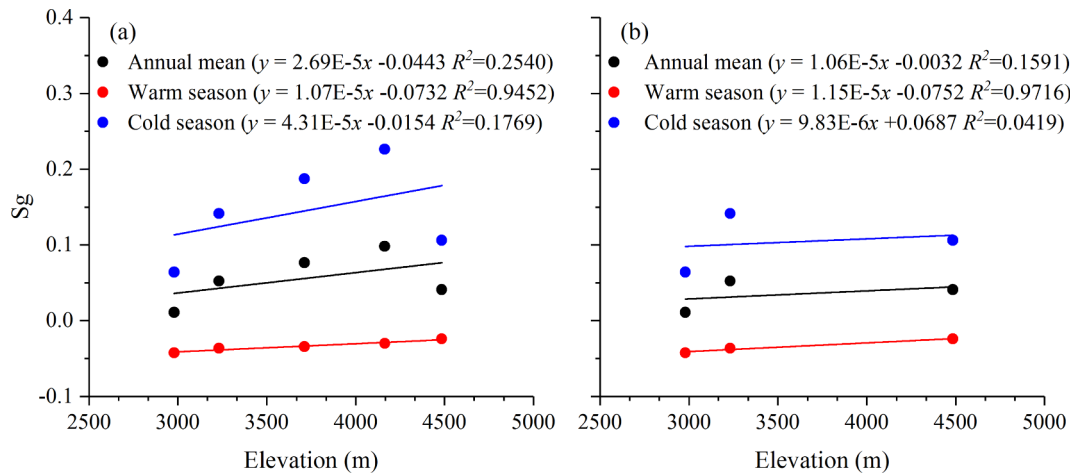 (a)
Annual mean (y = 2.69E-5x -0.0443 R²=0.2540)
Warm season (y = 1.07E-5x -0.0732 R²=0.9452)
Cold season (y = 4.31E-5x -0.0154 R²=0.1769)
0.4
0.3
0.2
0.1
0.0
-0.1
Sg
2500 3000 3500 4000 4500 5000
Elevation (m)
(b)
Annual mean (y = 1.06E-5x -0.0032 R²=0.1591)
Warm season (y = 1.15E-5x -0.0752 R²=0.9716)
Cold season (y = 9.83E-6x +0.0687 R²=0.0419)
2500 3000 3500 4000 4500 5000
Elevation (m)